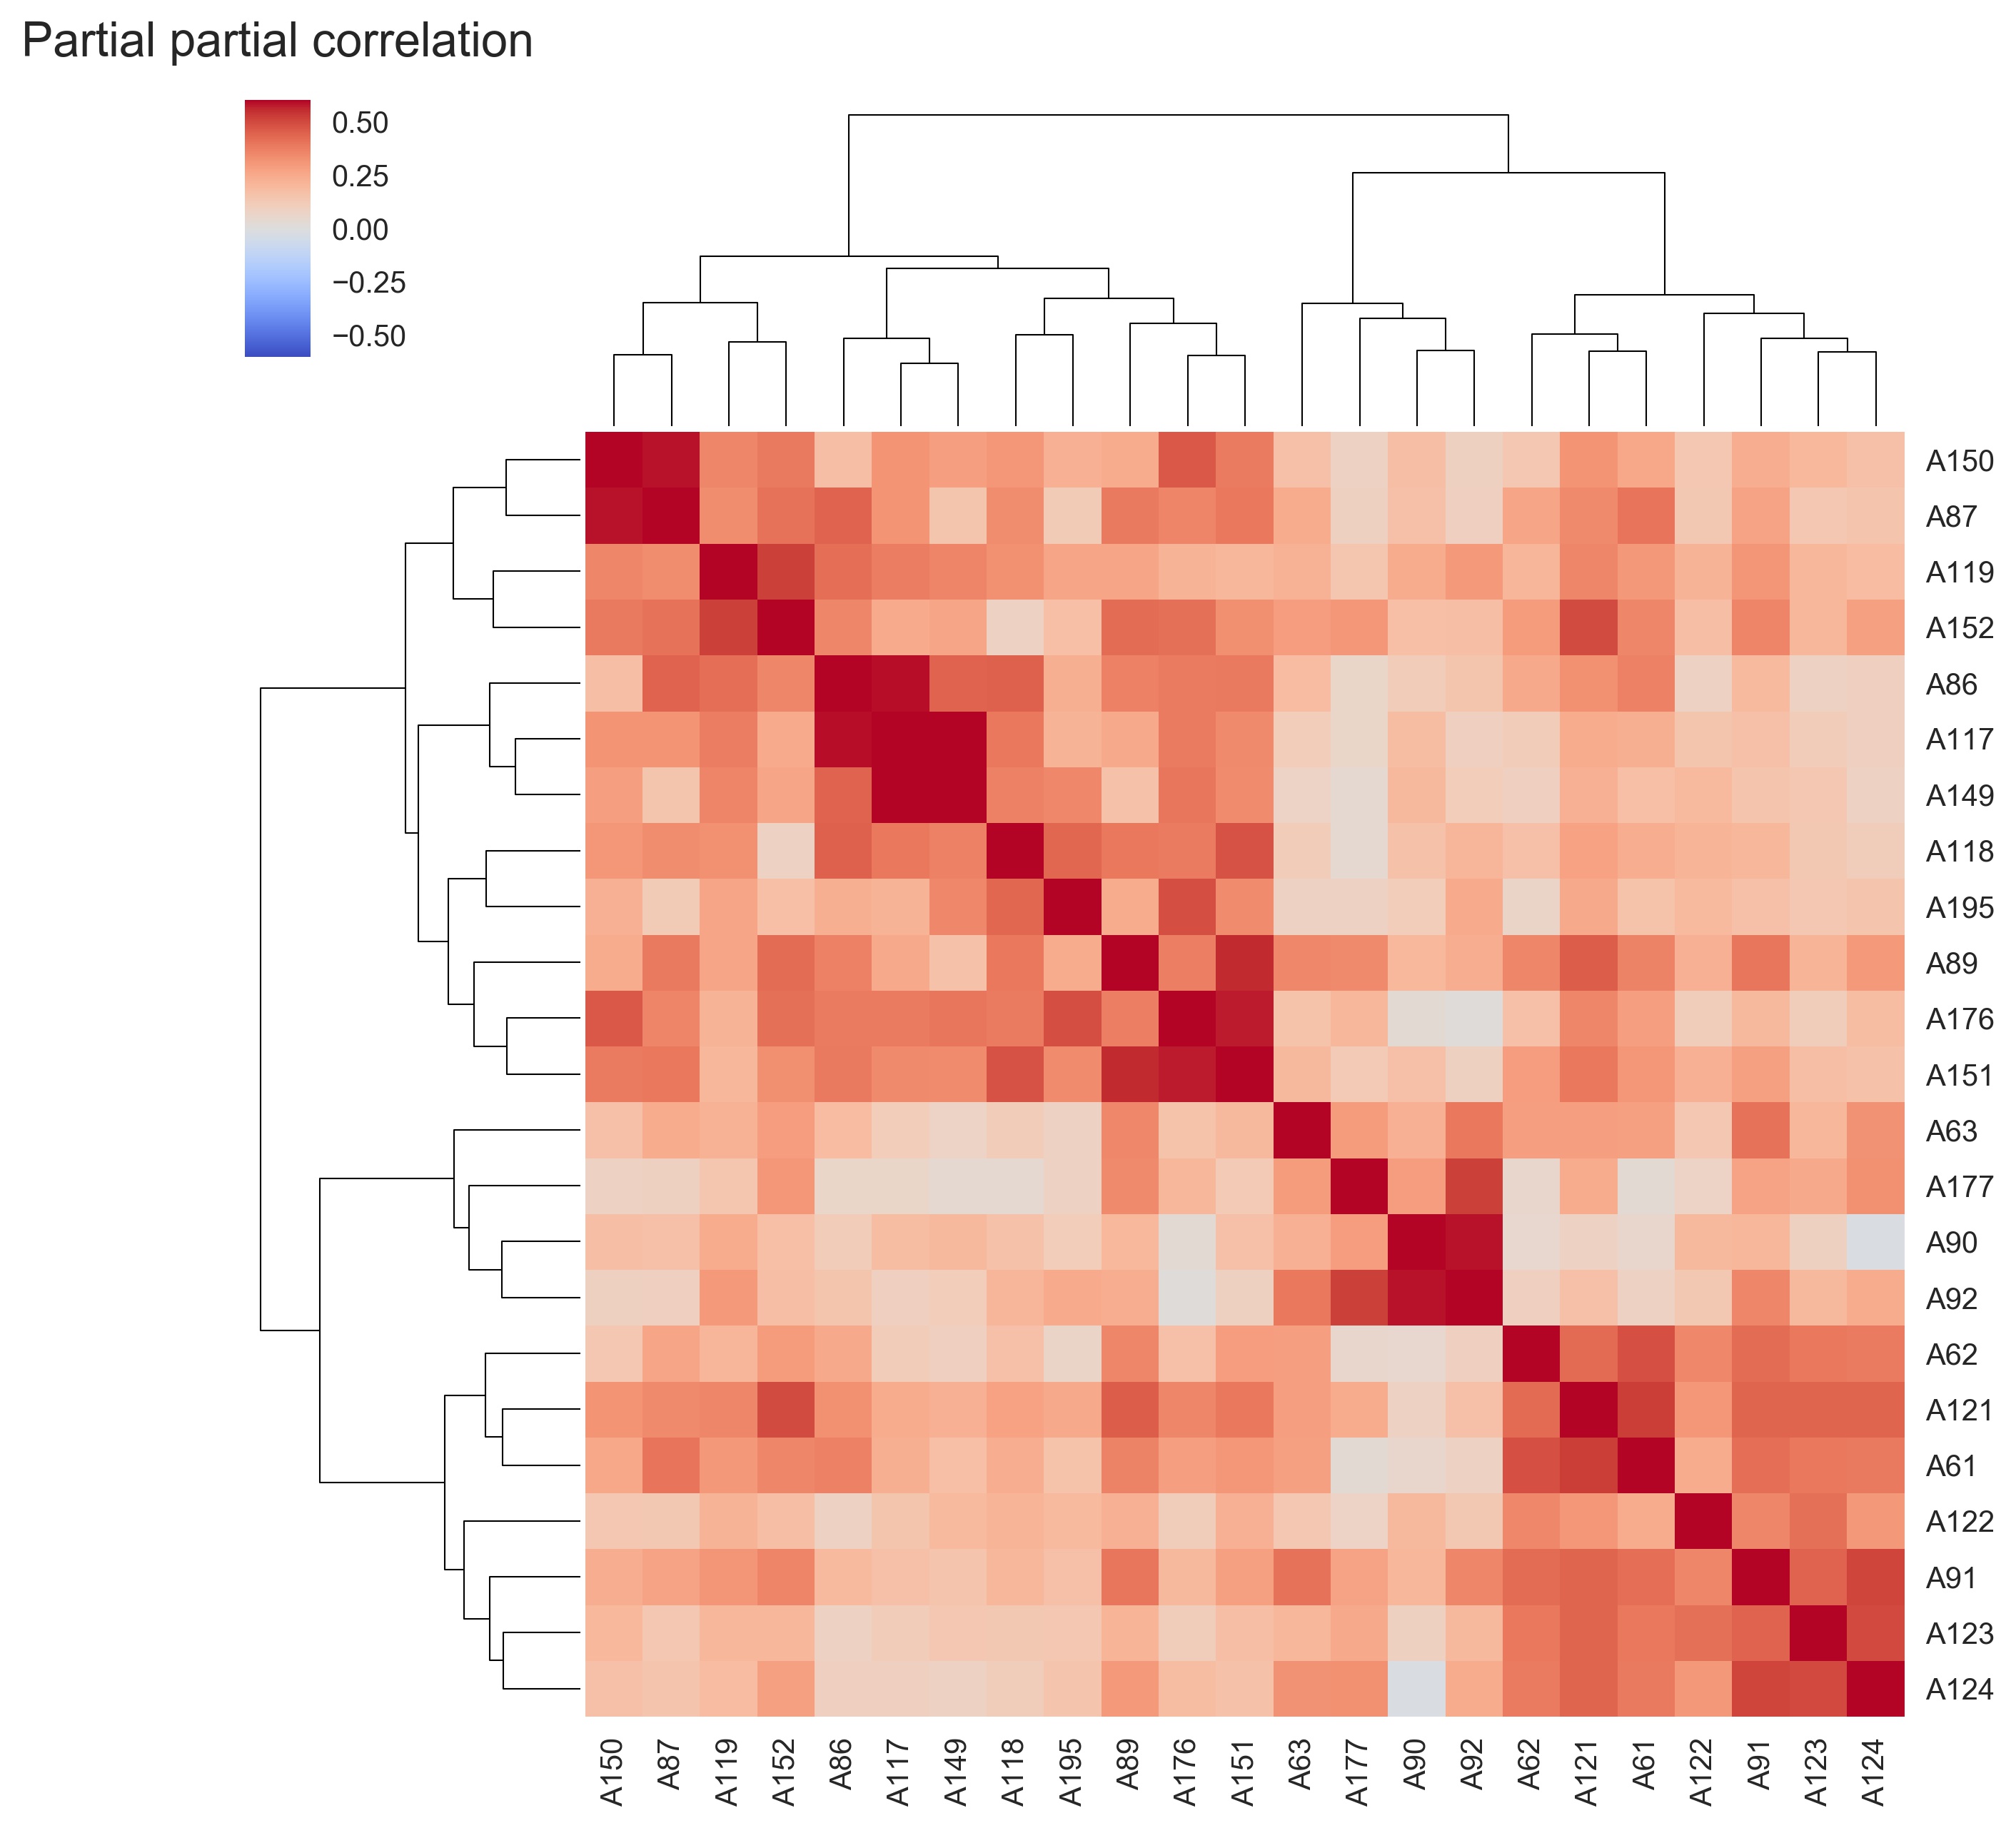 Partial partial correlation
0.50
0.25
0.00
−0.25
−0.50
A150
A87
A119
A152
A86
A117
A149
A118
A195
A89
A176
A151
A63
A177
A90
A92
A62
A121
A61
A122
A91
A123
A124
A150 A87 A119 A152 A86 A117 A149 A118 A195 A89 A176 A151 A63 A177 A90 A92 A62 A121 A61 A122 A91 A123 A124